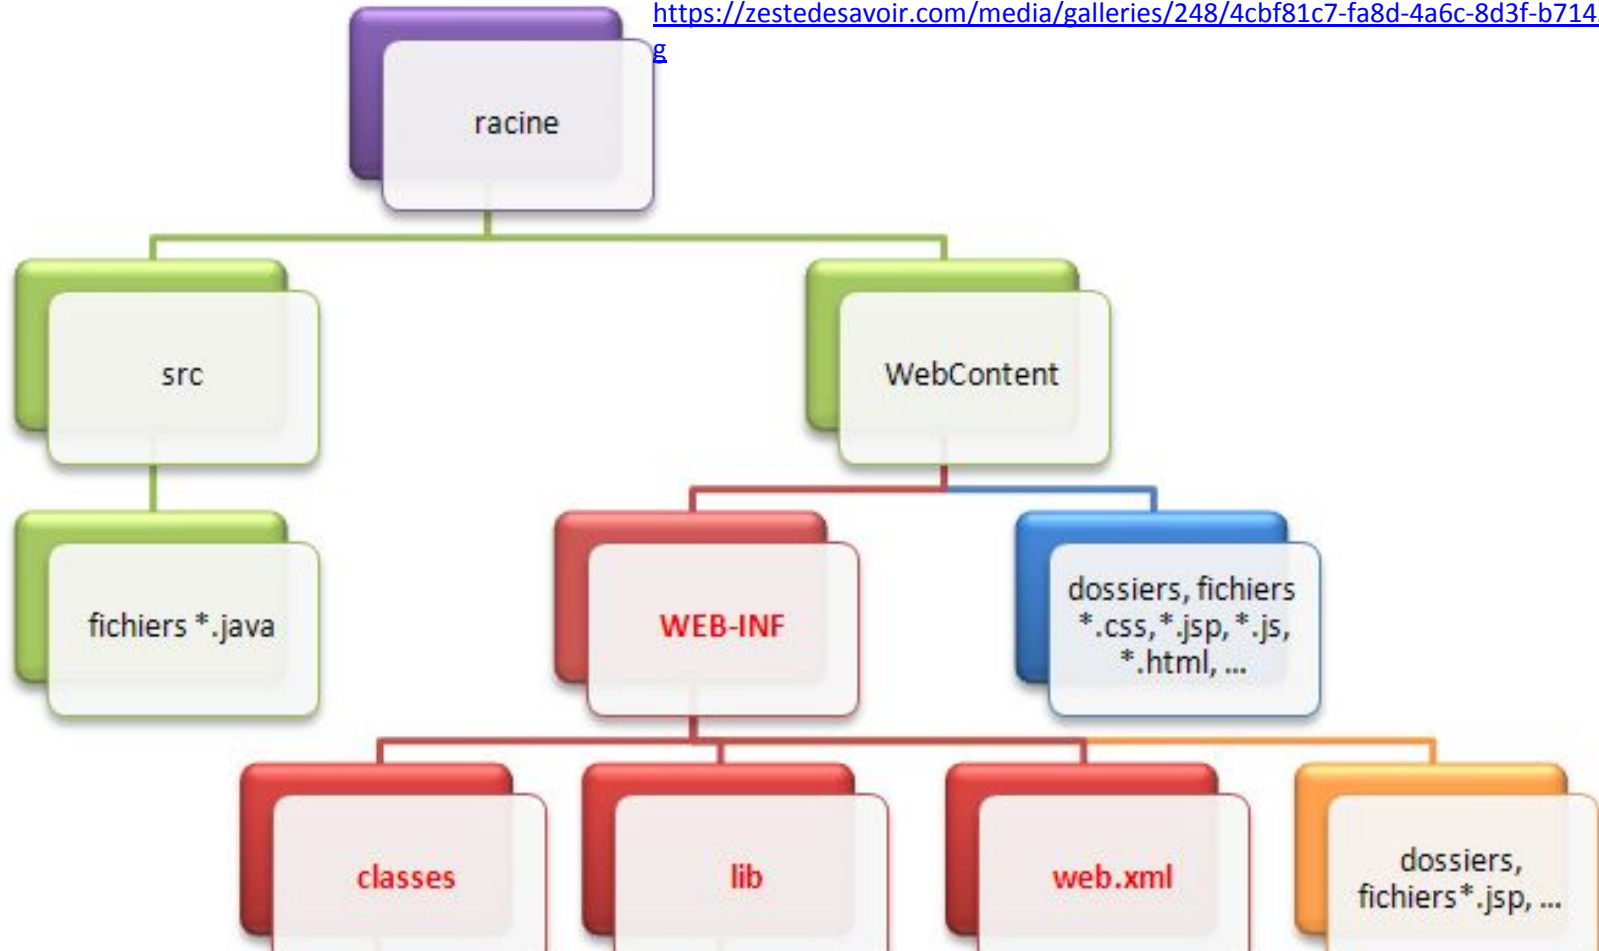 https://zestedesavoir.com/media/galleries/248/4cbf81c7-fa8d-4a6c-8d3f-b714
g
racine
src
WebContent
fichiers *.java
WEB-INF
dossiers, fichiers
*.css,*.jsp, *.js,
*.html, ...
classes
lib
web.xml
dossiers,
fichiers*.jsp, ...